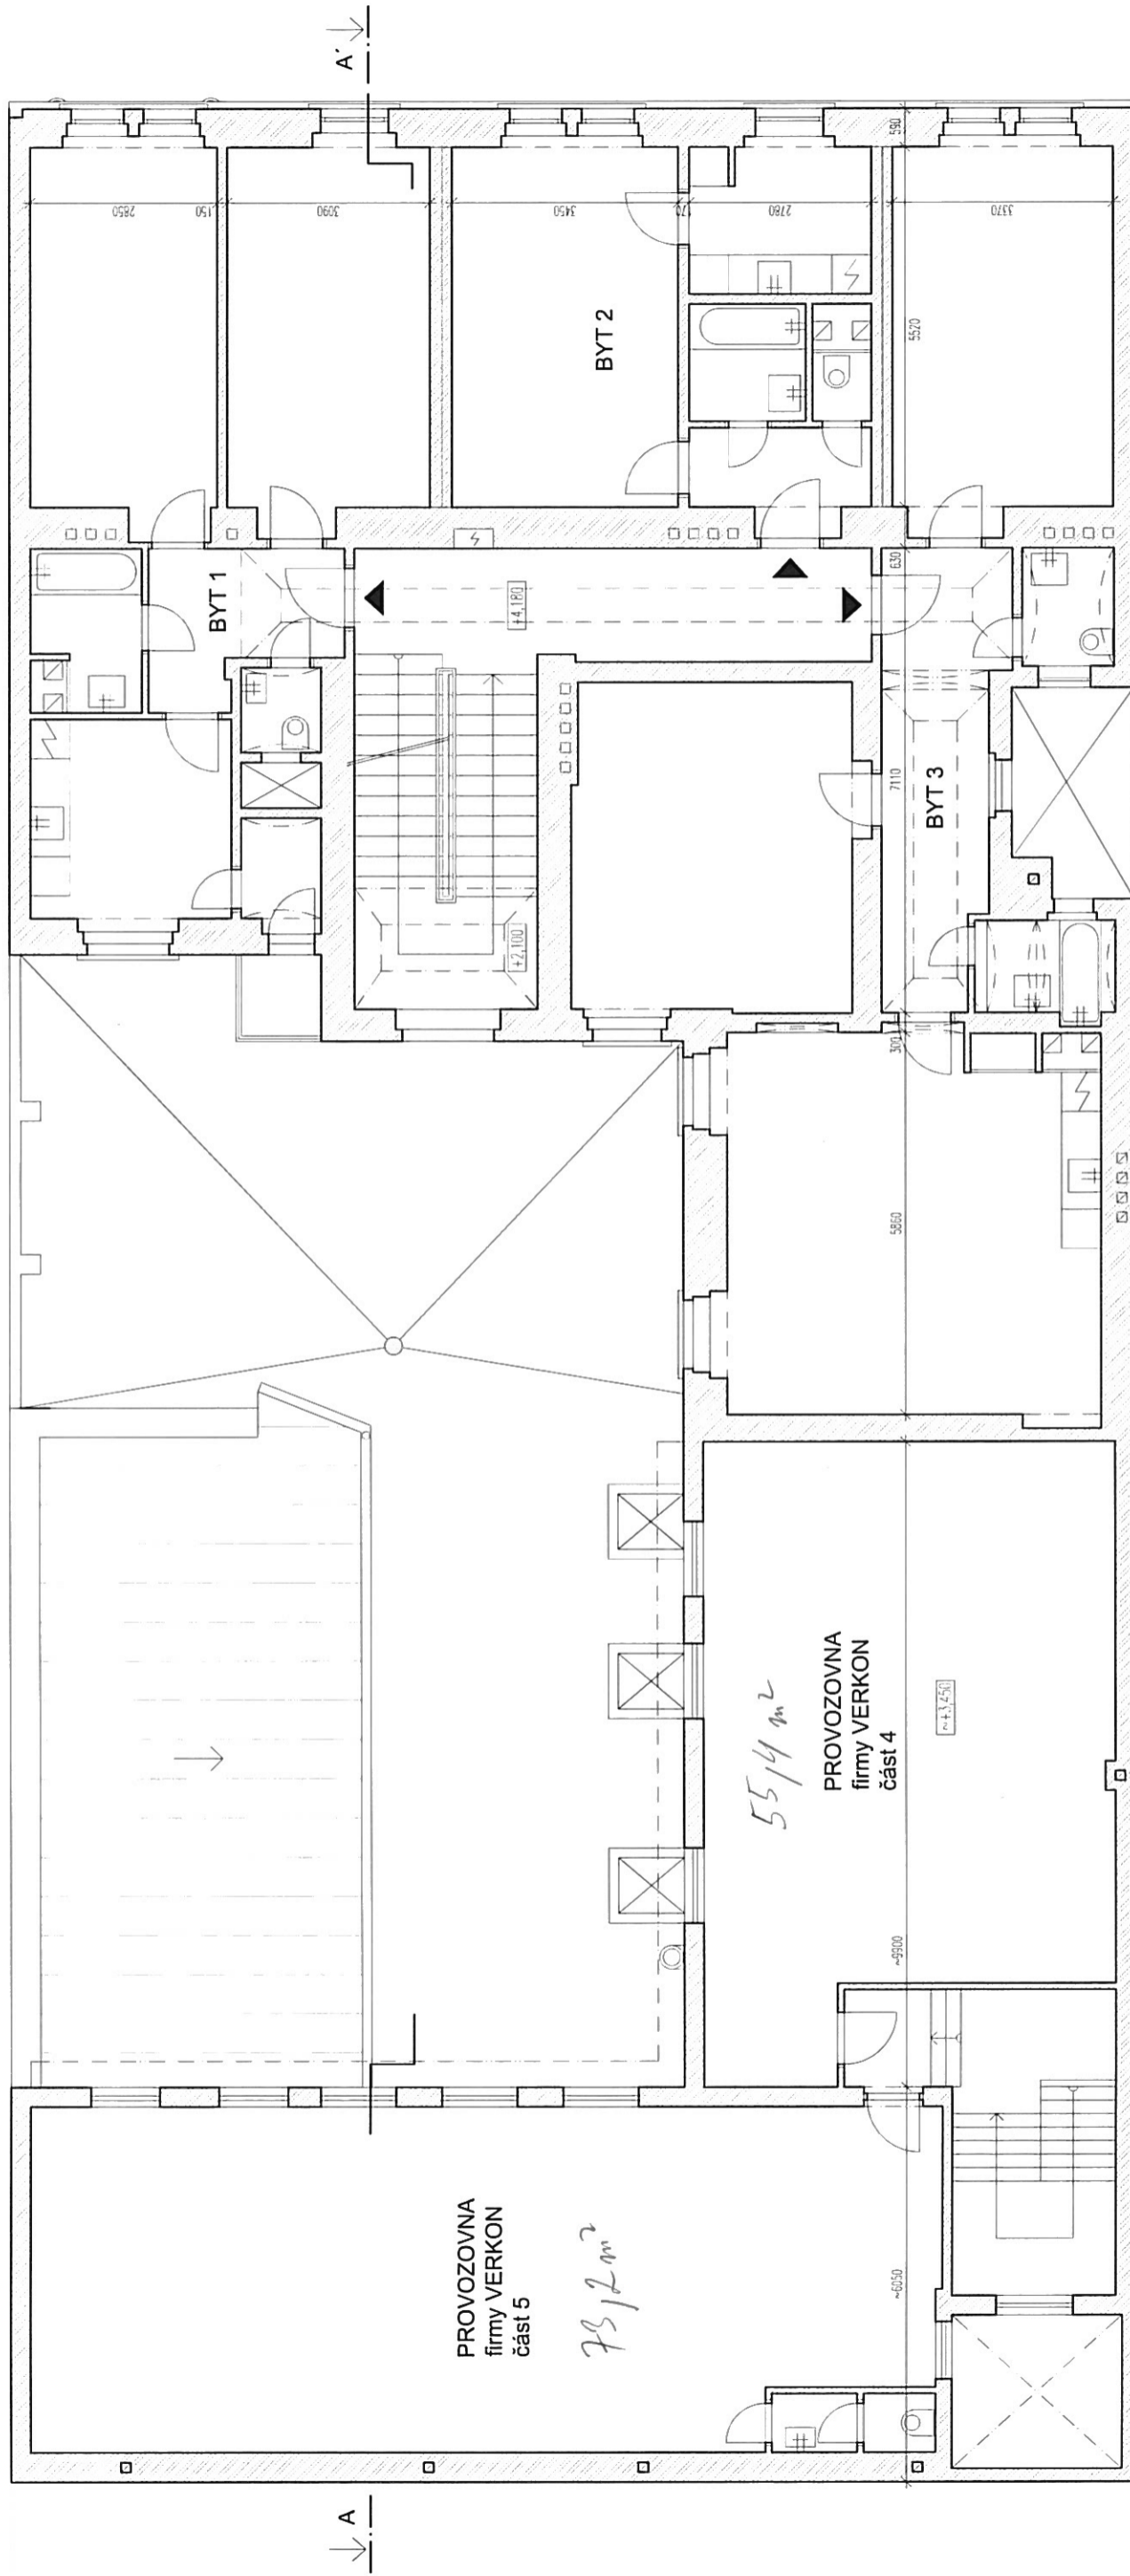 A´
2850
150
3090
3450
70
2780
3370
590
5520
BYT 2
BYT 1
+4,180
630
7110
BYT 3
+2,100
300
5860
55,4 m²
PROVOZOVNA
firmy VERKON
část 4
~+3,450
~9900
PROVOZOVNA
firmy VERKON
část 5
73,2 m²
~6050
A